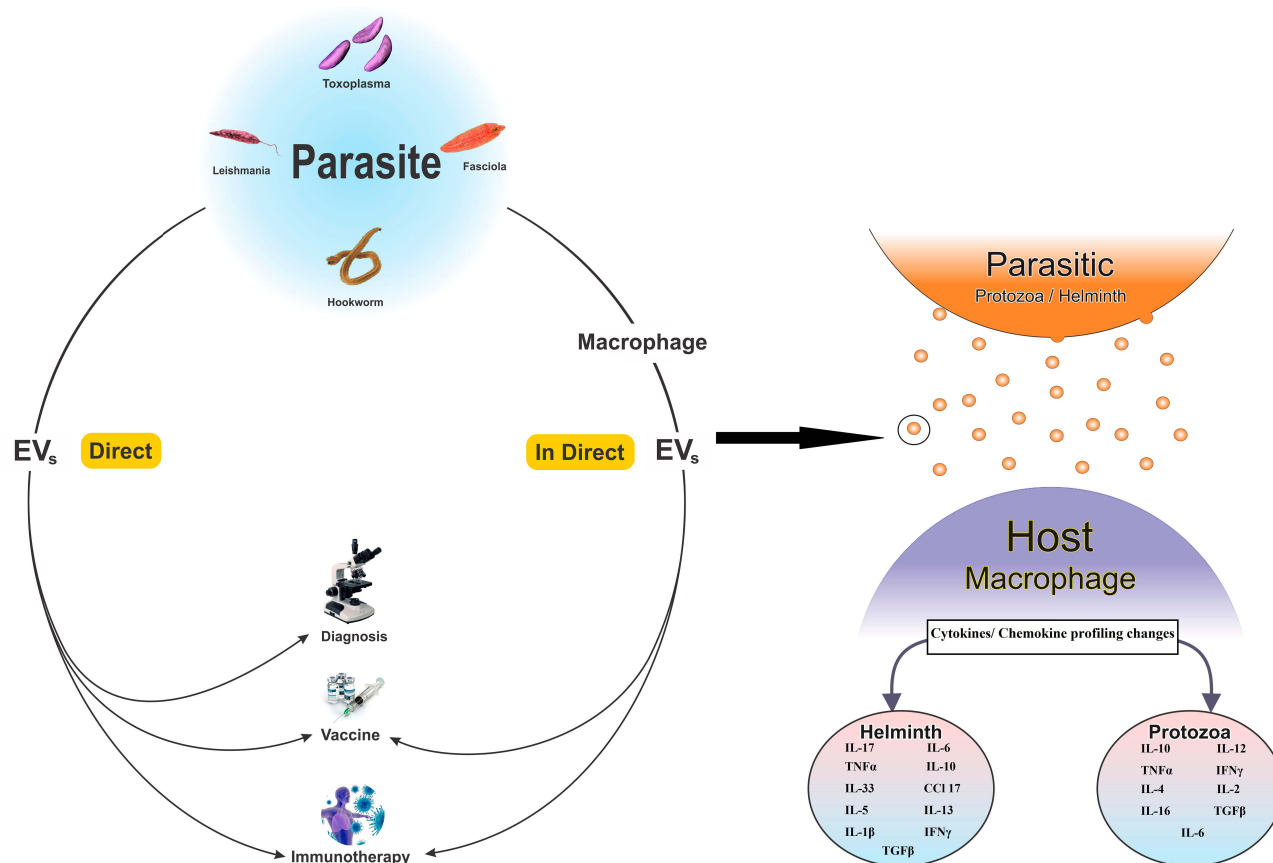 Toxoplasma
Leishmania
Parasite
Fasciola
Hookworm
Macrophage
EVs
Direct
In Direct
EVs
Diagnosis
Vaccine
Immunotherapy
Parasitic
Protozoa / Helminth
Host
Macrophage
Cytokines/ Chemokine profiling changes
Helminth
IL-17 IL-6
TNFα IL-10
IL-33 CCl 17
IL-5 IL-13
IL-1β IFNγ
TGFβ
Protozoa
IL-10 IL-12
TNFα IFNγ
IL-4 IL-2
IL-16 TGFβ
IL-6